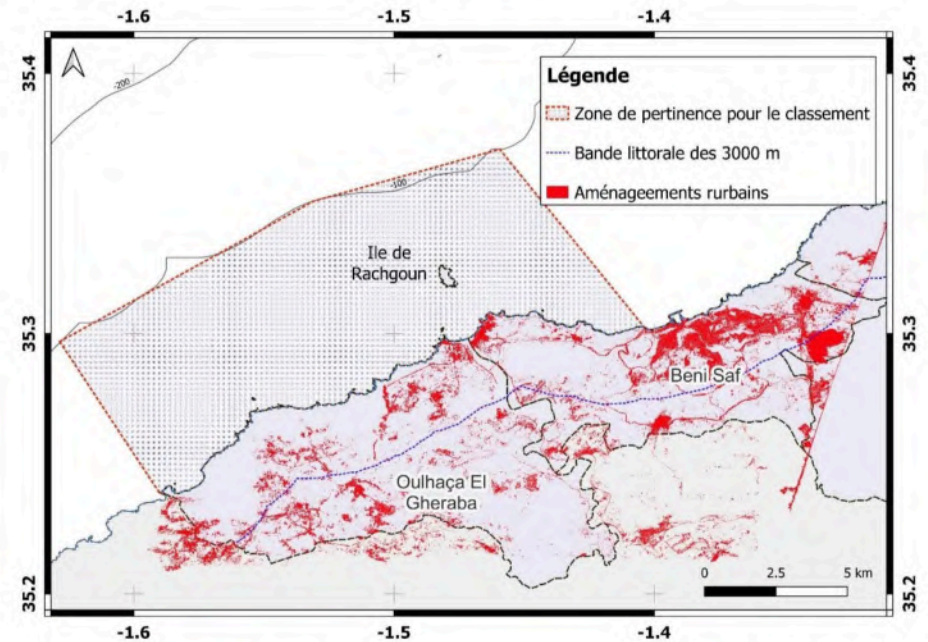 -1.6 -1.5 -1.4
35.4 35.4
-200
Légende
Zone de pertinence pour le classement
Bande littorale des 3000 m
Aménageements rurbains
-100
Ile de
Rachgoun
35.3 35.3
Beni Saf
Oulhaça El
Gheraba
0 2.5 5 km
35.2 35.2
-1.6 -1.5 -1.4